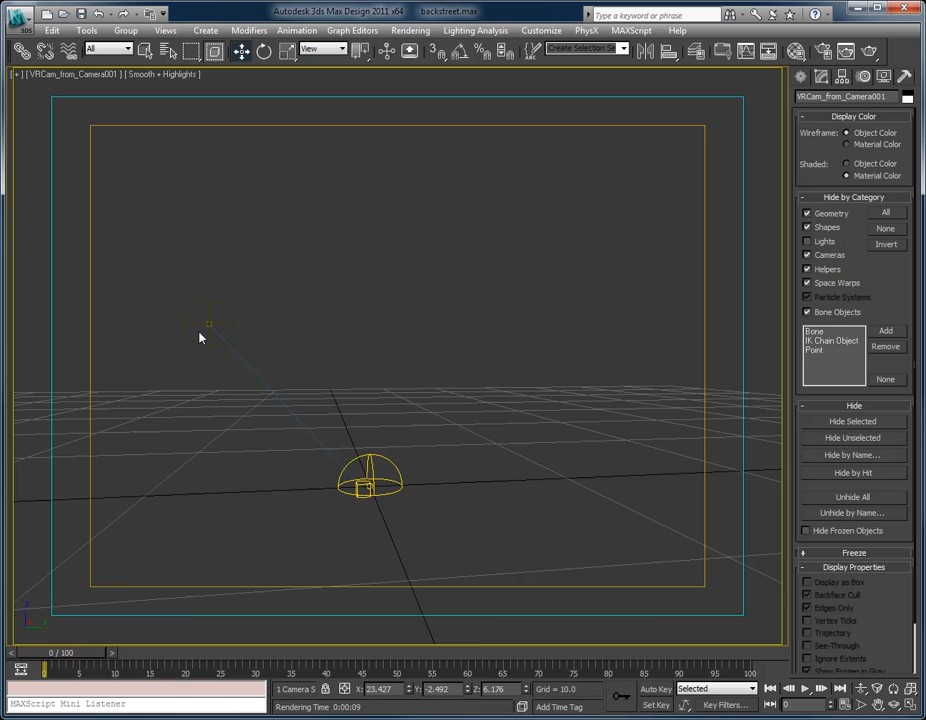 Autodesk 3ds Max Design 2011 x64 backstreet.max
Type a keyword or phrase
3DS
Edit Tools Group Views Create Modifiers Animation Graph Editors Rendering Lighting Analysis Customize PhysX MAXScript Help
All View Create Selection Se
[ + ] [ VRCam_from_Camera001 ] [ Smooth + Highlights ]
VRCam_from_Camera001
- Display Color
Wireframe: Object Color
Material Color
Shaded: Object Color
Material Color
- Hide by Category
Geometry All
Shapes None
Lights Invert
Cameras
Helpers
Space Warps
Particle Systems
Bone Objects
Bone
IK Chain Object
Point
Add
Remove
None
- Hide
Hide Selected
Hide Unselected
Hide by Name...
Hide by Hit
Unhide All
Unhide by Name...
Hide Frozen Objects
+ Freeze
- Display Properties
Display as Box
Backface Cull
Edges Only
Vertex Ticks
Trajectory
See-Through
Ignore Extents
Show Frozen in Gray
z
x y
< 0 / 100 >
0 5 10 15 20 25 30 35 40 45 50 55 60 65 70 75 80 85 90 95 100
1 Camera S X: 23.427 Y: -2.492 Z: 6.176 Grid = 10.0 Auto Key Selected
MAXScript Mini Listener Rendering Time 0:00:09 Add Time Tag Set Key Key Filters... 0